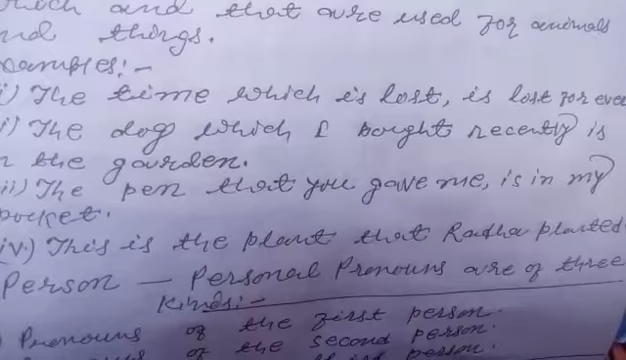 which and that are used for animals
and things.
Examples:-
i) The time which is lost, is lost for ever
i) The dog which I bought recently is
n the garden.
ii) The pen that you gave me, is in my
pocket.
iv.) This is the plant that Radha planted.
Person — Personal Pronouns are of three
kinds:-
Pronouns of the first person.
of the second person.
person.